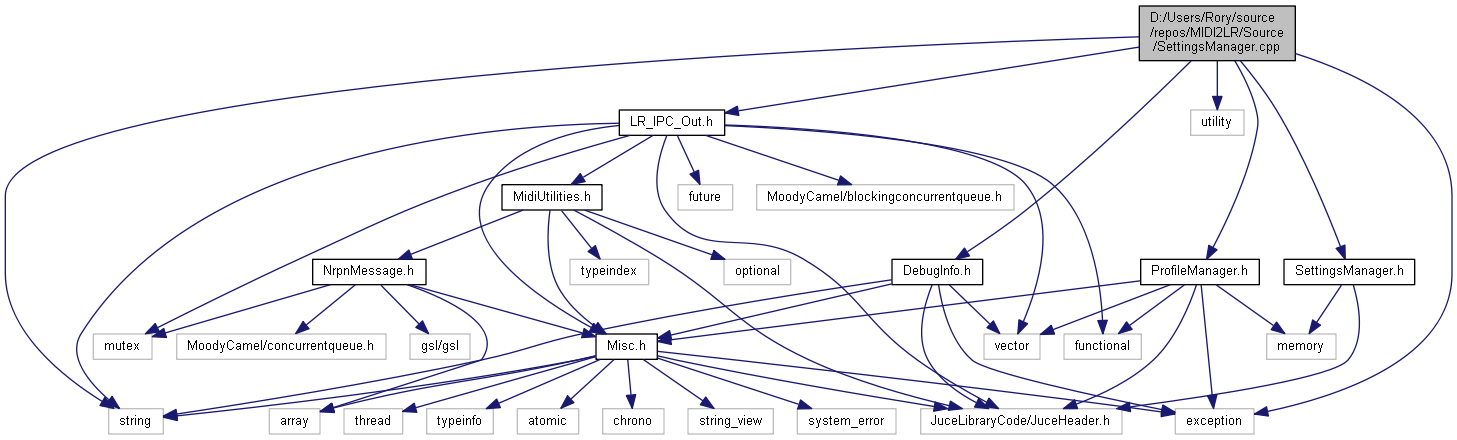 D:/Users/Rory/source
/repos/MIDI2LR/Source
/SettingsManager.cpp
LR_IPC_Out.h
utility
MidiUtilities.h
future
MoodyCamel/blockingconcurrentqueue.h
NrpnMessage.h
typeindex
optional
DebugInfo.h
ProfileManager.h
SettingsManager.h
mutex
MoodyCamel/concurrentqueue.h
gsl/gsl
Misc.h
vector
functional
memory
string
array
thread
typeinfo
atomic
chrono
string_view
system_error
JuceLibraryCode/JuceHeader.h
exception